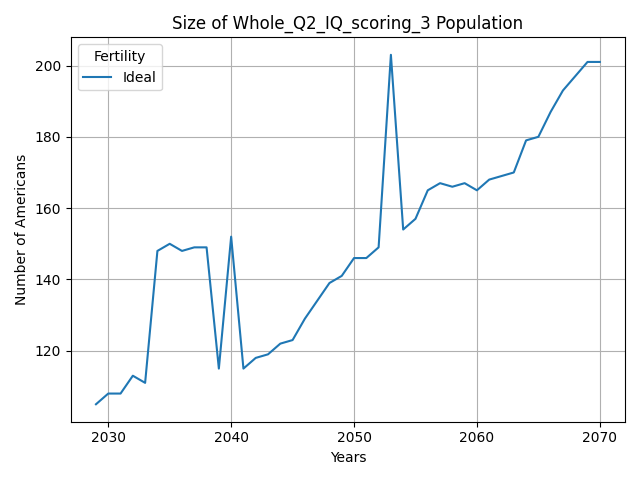 Size of Whole_Q2_IQ_scoring_3 Population
Fertility
Ideal
Number of Americans
200
180
160
140
120
2030 2040 2050 2060 2070
Years